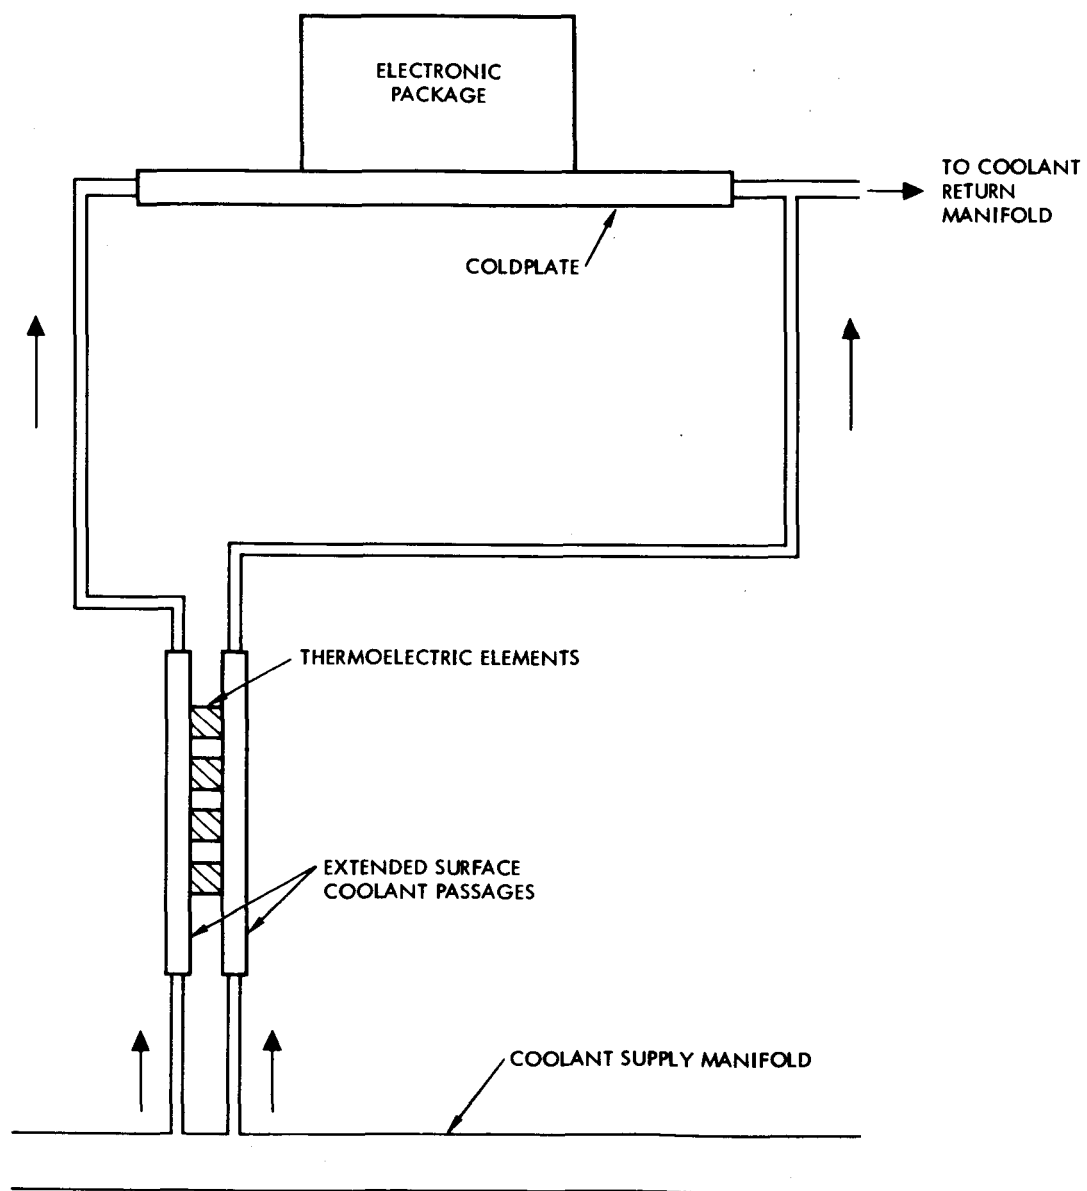 ELECTRONIC
PACKAGE
TO COOLANT
RETURN
MANIFOLD
COLDPLATE
THERMOELECTRIC ELEMENTS
EXTENDED SURFACE
COOLANT PASSAGES
COOLANT SUPPLY MANIFOLD